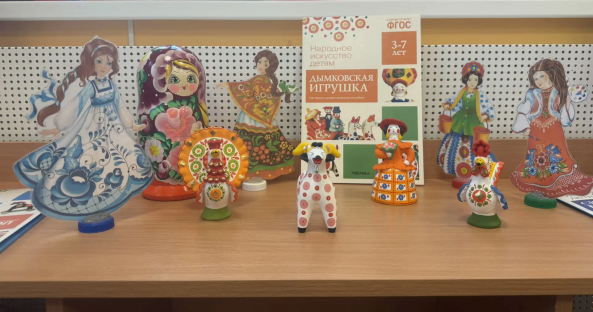 ФГОС
Народное
искусство
детям
3-7
лет
ДЫМКОВСКАЯ
ИГРУШКА